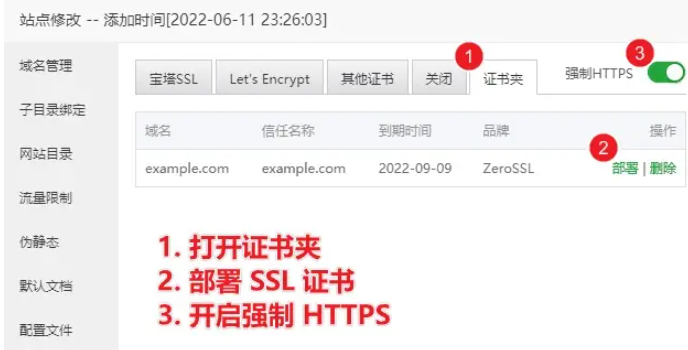 站点修改 -- 添加时间[2022-06-11 23:26:03]
域名管理
子目录绑定
网站目录
流量限制
伪静态
默认文档
配置文件
宝塔SSL Let's Encrypt 其他证书 关闭 1 证书夹 强制HTTPS 3
域名 信任名称 到期时间 品牌 操作
example.com example.com 2022-09-09 ZeroSSL 2 部署 | 删除
1. 打开证书夹
2. 部署 SSL 证书
3. 开启强制 HTTPS